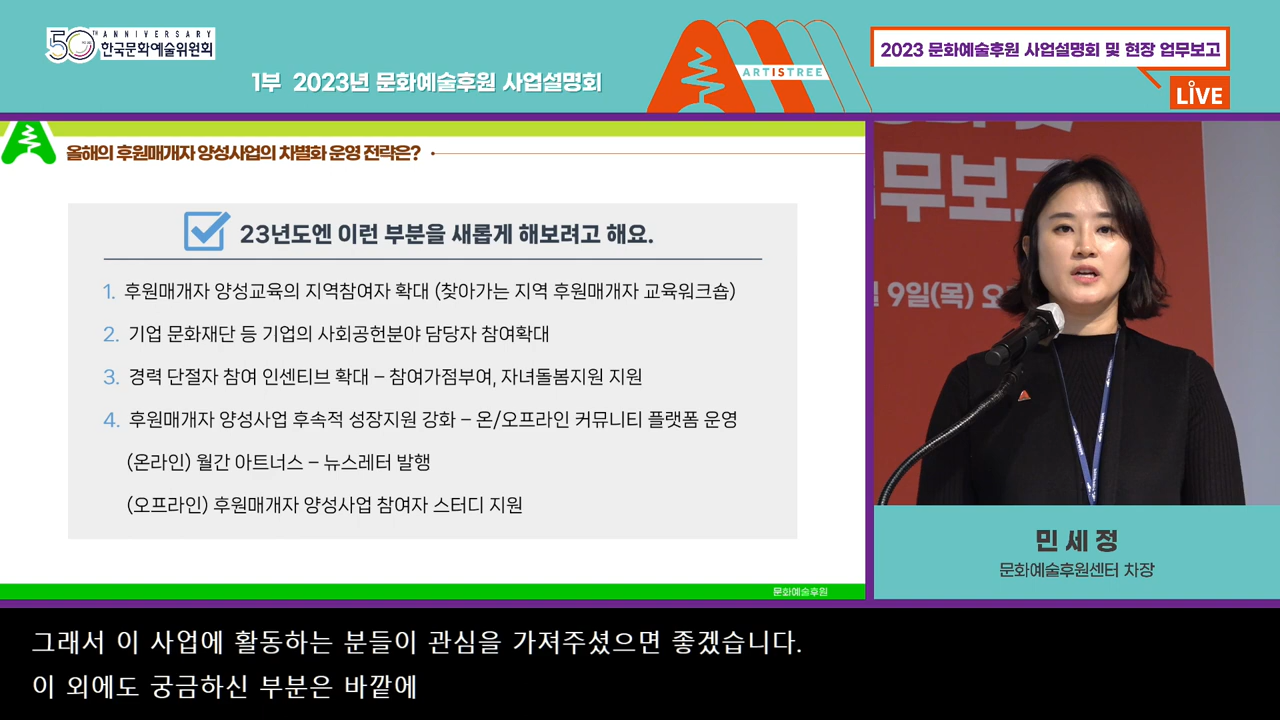 50TH ANNIVERSARY
한국문화예술위원회
1부 2023년 문화예술후원 사업설명회
ARTISTREE
2023 문화예술후원 사업설명회 및 현장 업무보고
LIVE
올해의 후원매개자 양성사업의 차별화 운영 전략은?
23년도엔 이런 부분을 새롭게 해보려고 해요.
1. 후원매개자 양성교육의 지역참여자 확대 (찾아가는 지역 후원매개자 교육워크숍)
2. 기업 문화재단 등 기업의 사회공헌분야 담당자 참여확대
3. 경력 단절자 참여 인센티브 확대 – 참여가점부여, 자녀돌봄지원 지원
4. 후원매개자 양성사업 후속적 성장지원 강화 – 온/오프라인 커뮤니티 플랫폼 운영
(온라인) 월간 아트너스 – 뉴스레터 발행
(오프라인) 후원매개자 양성사업 참여자 스터디 지원
문화예술후원
무보고
9일(목) 오
민세정
문화예술후원센터 차장
그래서 이 사업에 활동하는 분들이 관심을 가져주셨으면 좋겠습니다.
이 외에도 궁금하신 부분은 바깥에